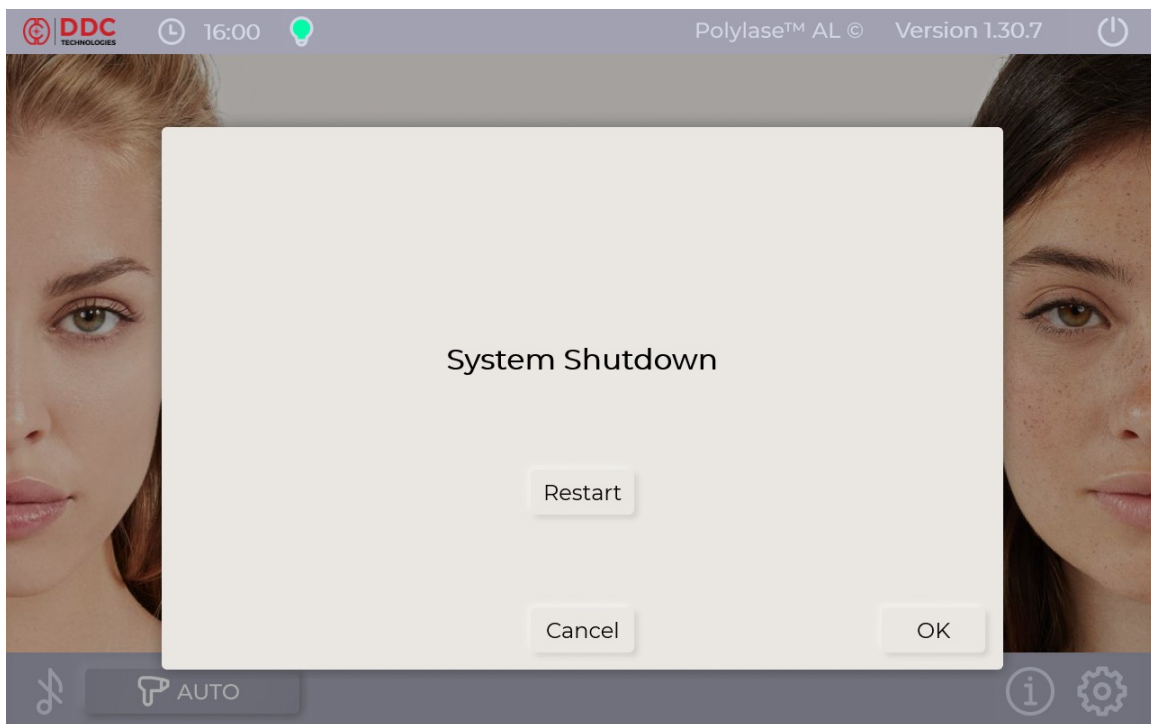 DDC
TECHNOLOGIES
16:00
Polylase™ AL ©
Version 1.30.7
System Shutdown
Restart
Cancel
OK
AUTO